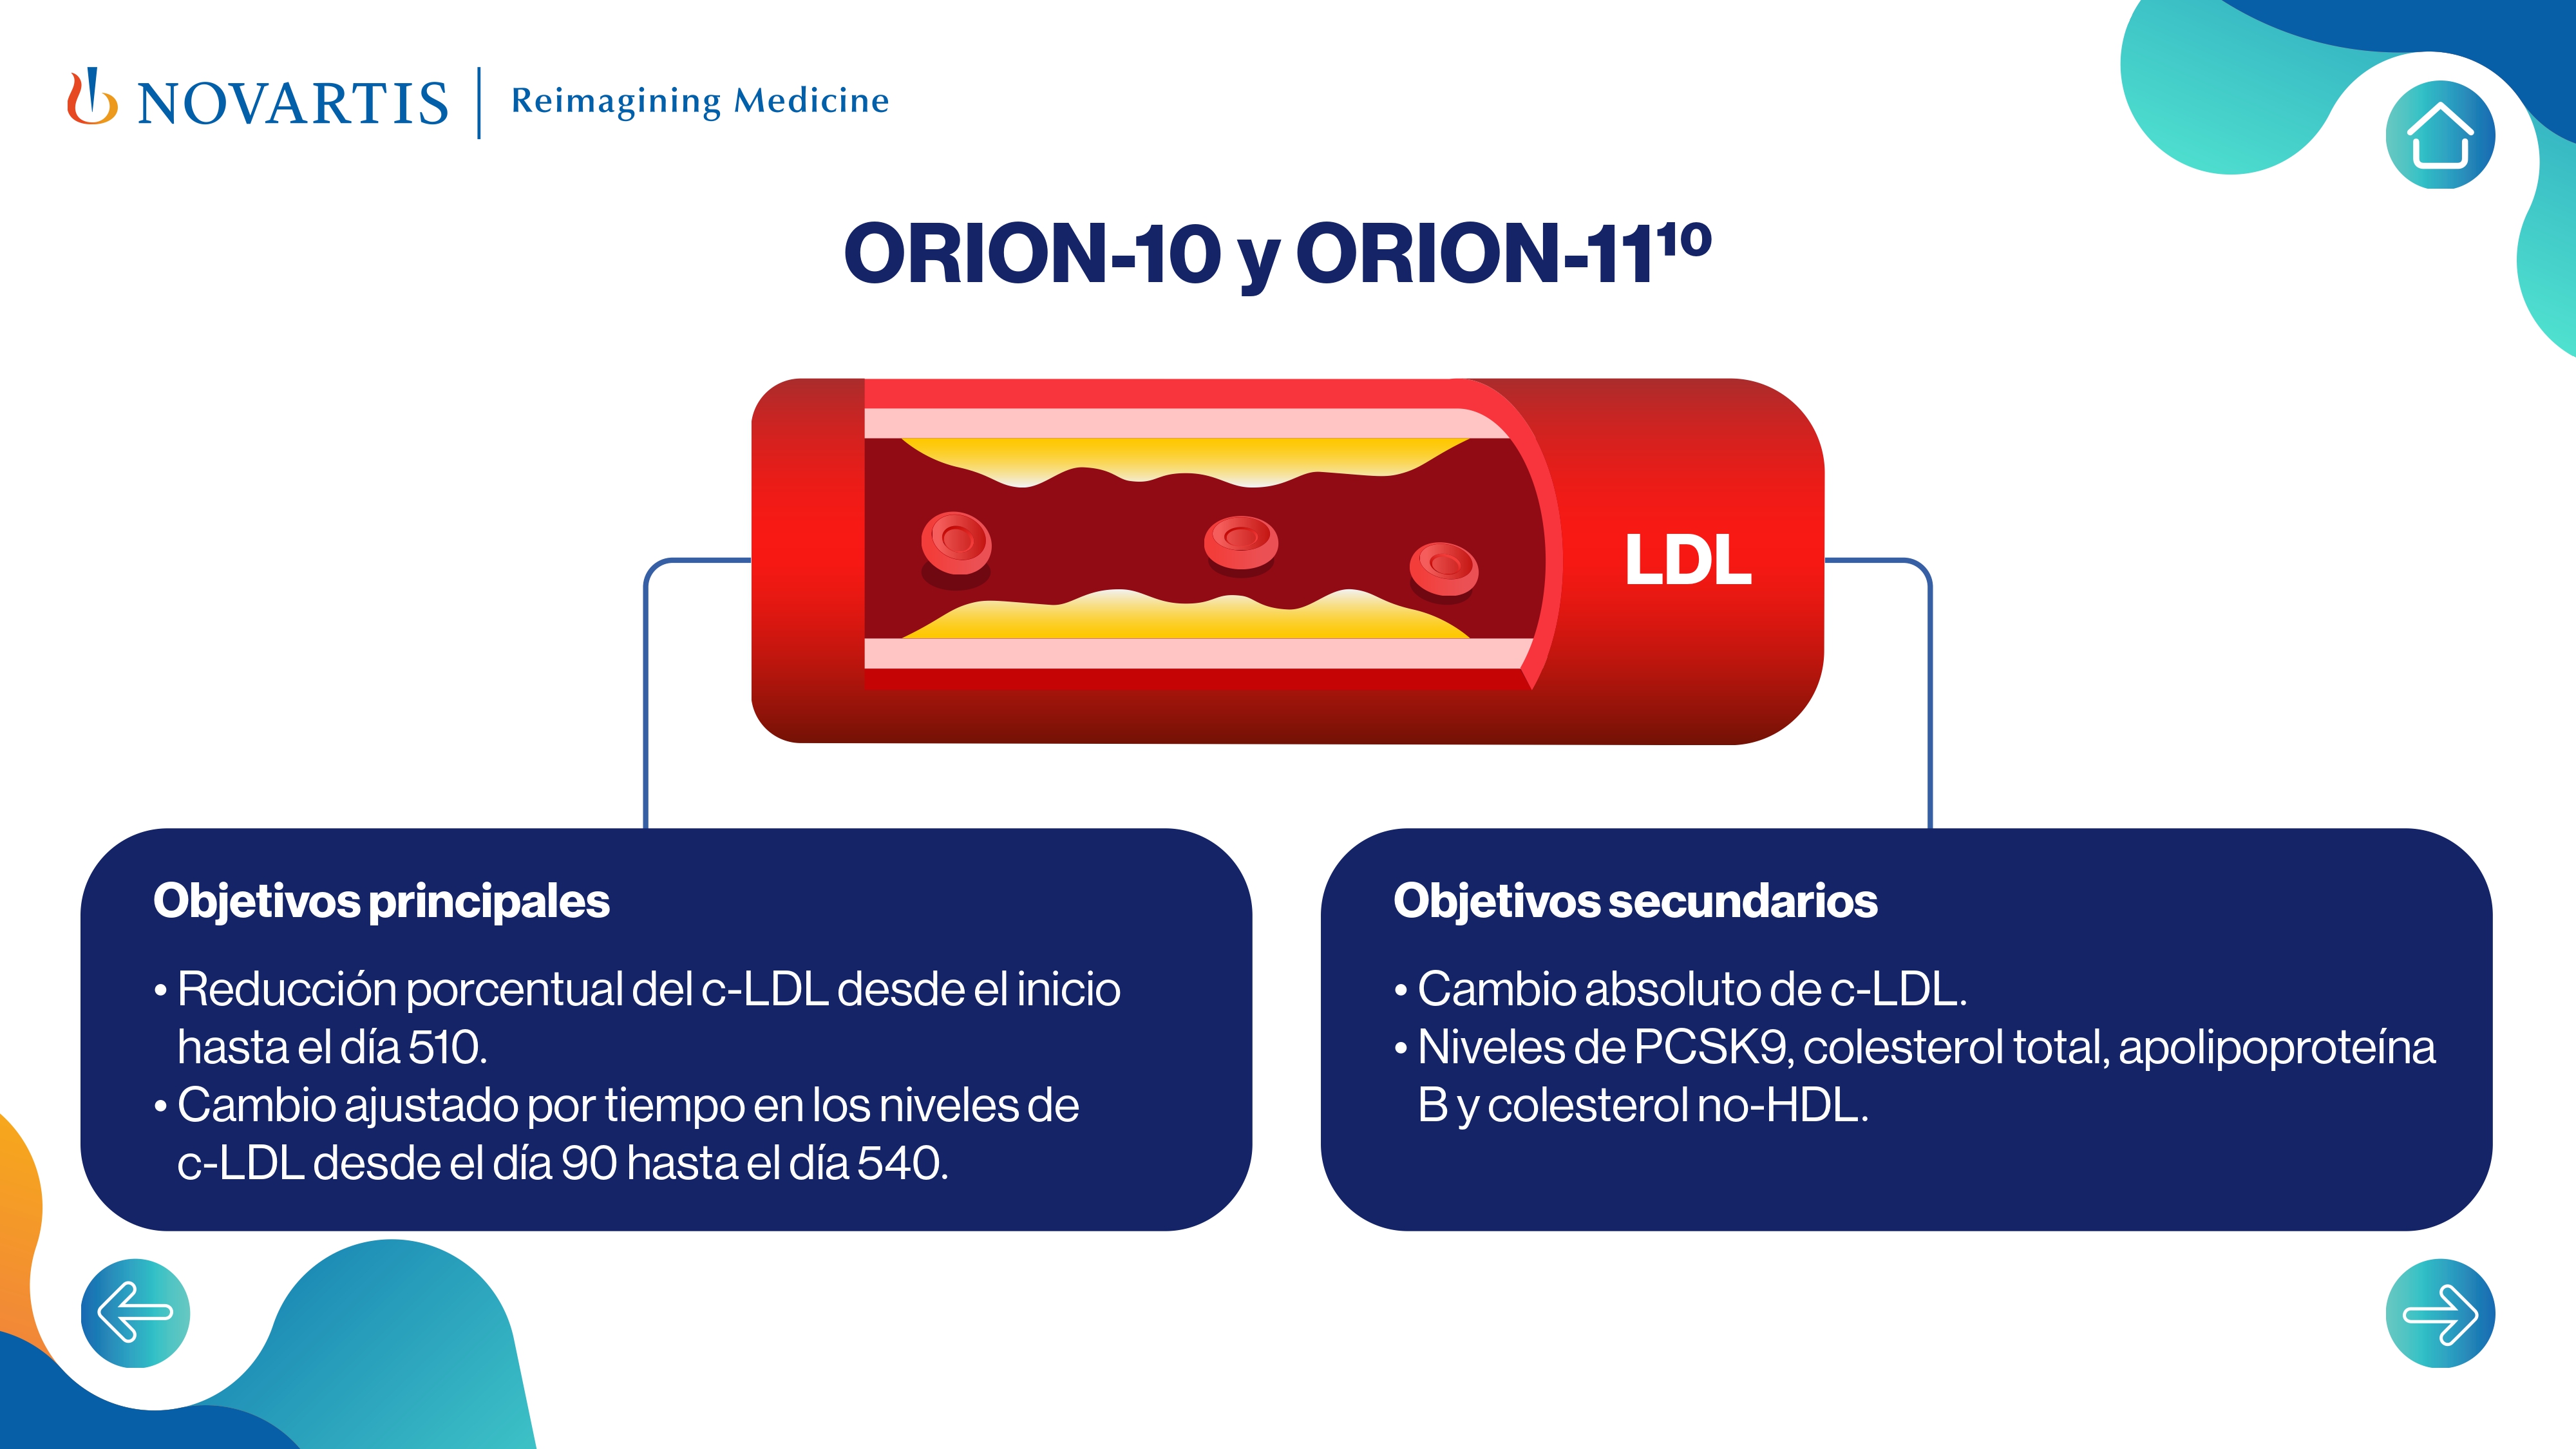 NOVARTIS | Reimagining Medicine
ORION-10 y ORION-11¹⁰
LDL
Objetivos principales
• Reducción porcentual del c-LDL desde el inicio
hasta el día 510.
• Cambio ajustado por tiempo en los niveles de
c-LDL desde el día 90 hasta el día 540.
Objetivos secundarios
• Cambio absoluto de c-LDL.
• Niveles de PCSK9, colesterol total, apolipoproteína
B y colesterol no-HDL.